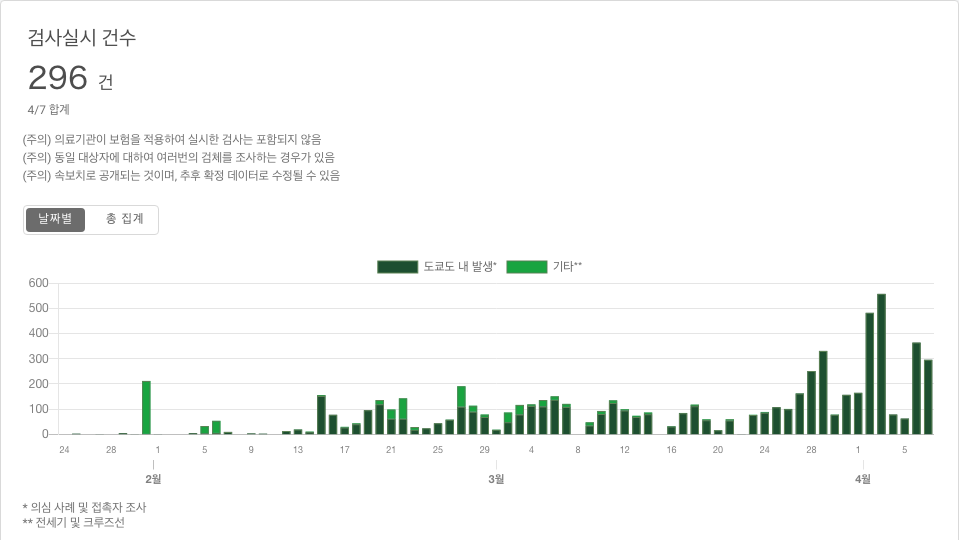 검사실시 건수
296 건
4/7 합계
(주의) 의료기관이 보험을 적용하여 실시한 검사는 포함되지 않음
(주의) 동일 대상자에 대하여 여러번의 검체를 조사하는 경우가 있음
(주의) 속보치로 공개되는 것이며, 추후 확정 데이터로 수정될 수 있음
날짜별 총 집계
도쿄도 내 발생* 기타**
600
500
400
300
200
100
0
24 28 1 5 9 13 17 21 25 29 4 8 12 16 20 24 28 1 5
2월 3월 4월
* 의심 사례 및 접촉자 조사
** 전세기 및 크루즈선